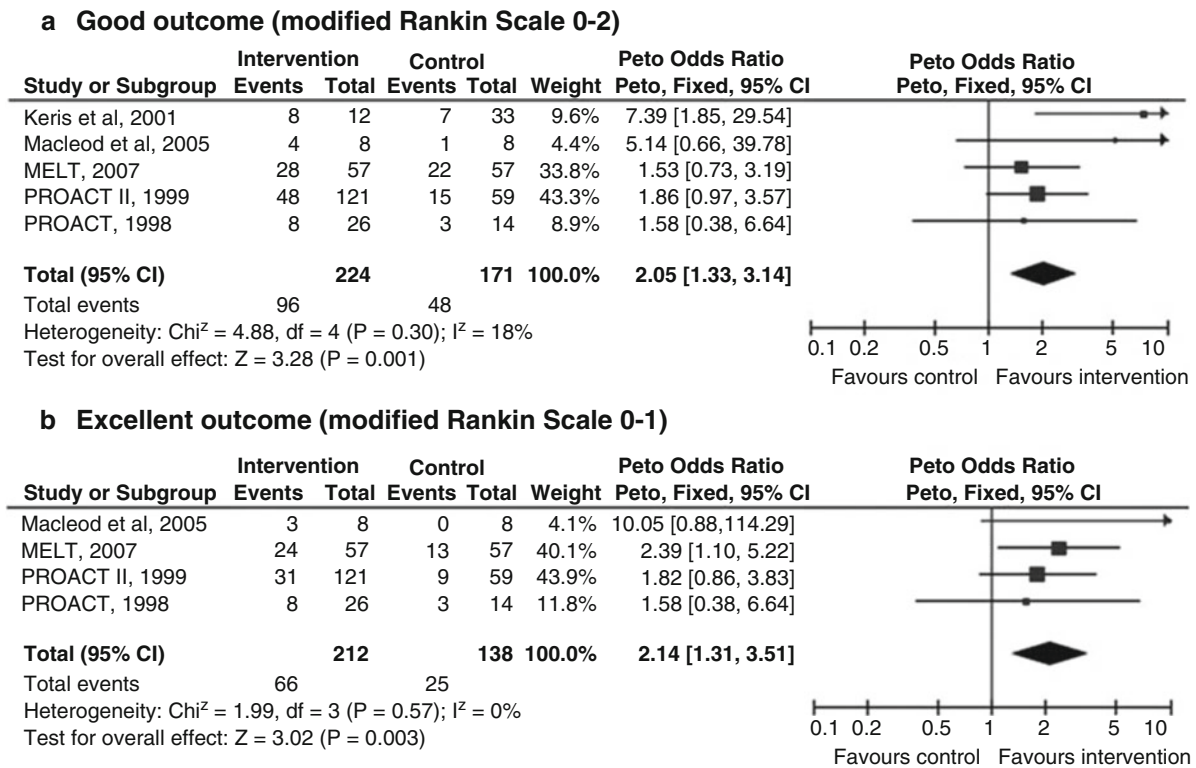 a Good outcome (modified Rankin Scale 0-2)
Intervention Control Peto Odds Ratio Peto Odds Ratio
Study or Subgroup Events Total Events Total Weight Peto, Fixed, 95% CI Peto, Fixed, 95% CI
Keris et al, 2001 8 12 7 33 9.6% 7.39 [1.85, 29.54]
Macleod et al, 2005 4 8 1 8 4.4% 5.14 [0.66, 39.78]
MELT, 2007 28 57 22 57 33.8% 1.53 [0.73, 3.19]
PROACT II, 1999 48 121 15 59 43.3% 1.86 [0.97, 3.57]
PROACT, 1998 8 26 3 14 8.9% 1.58 [0.38, 6.64]
Total (95% CI) 224 171 100.0% 2.05 [1.33, 3.14]
Total events 96 48
Heterogeneity: Chiᶻ = 4.88, df = 4 (P = 0.30); Iᶻ = 18%
Test for overall effect: Z = 3.28 (P = 0.001)
0.1 0.2 0.5 1 2 5 10
Favours control Favours intervention
b Excellent outcome (modified Rankin Scale 0-1)
Intervention Control Peto Odds Ratio Peto Odds Ratio
Study or Subgroup Events Total Events Total Weight Peto, Fixed, 95% CI Peto, Fixed, 95% CI
Macleod et al, 2005 3 8 0 8 4.1% 10.05 [0.88,114.29]
MELT, 2007 24 57 13 57 40.1% 2.39 [1.10, 5.22]
PROACT II, 1999 31 121 9 59 43.9% 1.82 [0.86, 3.83]
PROACT, 1998 8 26 3 14 11.8% 1.58 [0.38, 6.64]
Total (95% CI) 212 138 100.0% 2.14 [1.31, 3.51]
Total events 66 25
Heterogeneity: Chiᶻ = 1.99, df = 3 (P = 0.57); Iᶻ = 0%
Test for overall effect: Z = 3.02 (P = 0.003)
0.1 0.2 0.5 1 2 5 10
Favours control Favours intervention